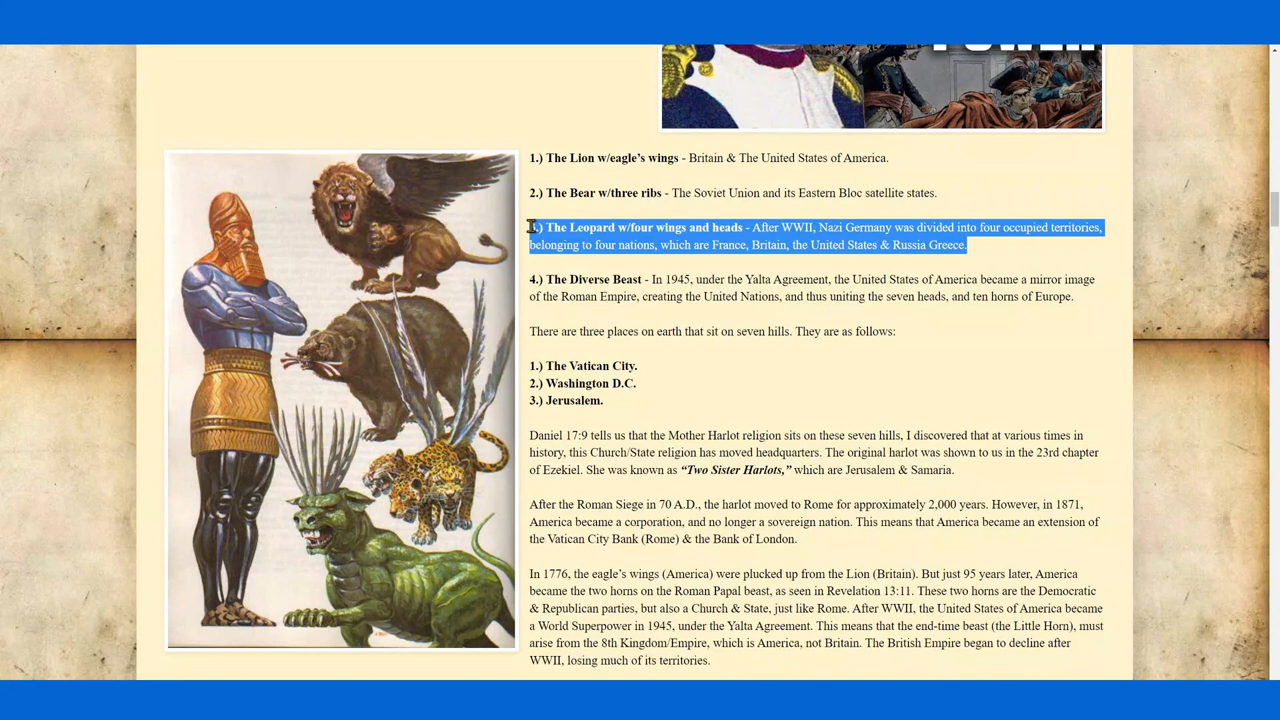 POWER
1.) The Lion w/eagle’s wings - Britain & The United States of America.
2.) The Bear w/three ribs - The Soviet Union and its Eastern Bloc satellite states.
3.) The Leopard w/four wings and heads - After WWII, Nazi Germany was divided into four occupied territories,
belonging to four nations, which are France, Britain, the United States & Russia Greece.
4.) The Diverse Beast - In 1945, under the Yalta Agreement, the United States of America became a mirror image
of the Roman Empire, creating the United Nations, and thus uniting the seven heads, and ten horns of Europe.
There are three places on earth that sit on seven hills. They are as follows:
1.) The Vatican City.
2.) Washington D.C.
3.) Jerusalem.
Daniel 17:9 tells us that the Mother Harlot religion sits on these seven hills, I discovered that at various times in
history, this Church/State religion has moved headquarters. The original harlot was shown to us in the 23rd chapter
of Ezekiel. She was known as “Two Sister Harlots,” which are Jerusalem & Samaria.
After the Roman Siege in 70 A.D., the harlot moved to Rome for approximately 2,000 years. However, in 1871,
America became a corporation, and no longer a sovereign nation. This means that America became an extension of
the Vatican City Bank (Rome) & the Bank of London.
In 1776, the eagle’s wings (America) were plucked up from the Lion (Britain). But just 95 years later, America
became the two horns on the Roman Papal beast, as seen in Revelation 13:11. These two horns are the Democratic
& Republican parties, but also a Church & State, just like Rome. After WWII, the United States of America became
a World Superpower in 1945, under the Yalta Agreement. This means that the end-time beast (the Little Horn), must
arise from the 8th Kingdom/Empire, which is America, not Britain. The British Empire began to decline after
WWII, losing much of its territories.